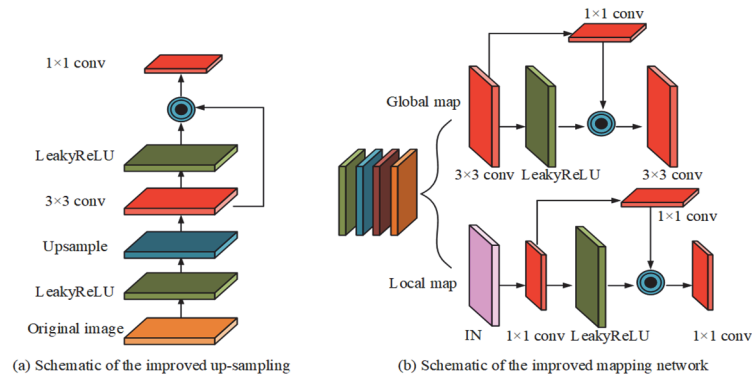 1×1 conv
LeakyReLU
3×3 conv
Upsample
LeakyReLU
Original image
(a) Schematic of the improved up-sampling
1×1 conv
Global map
3×3 conv
LeakyReLU
3×3 conv
1×1 conv
Local map
IN
1×1 conv
LeakyReLU
1×1 conv
(b) Schematic of the improved mapping network